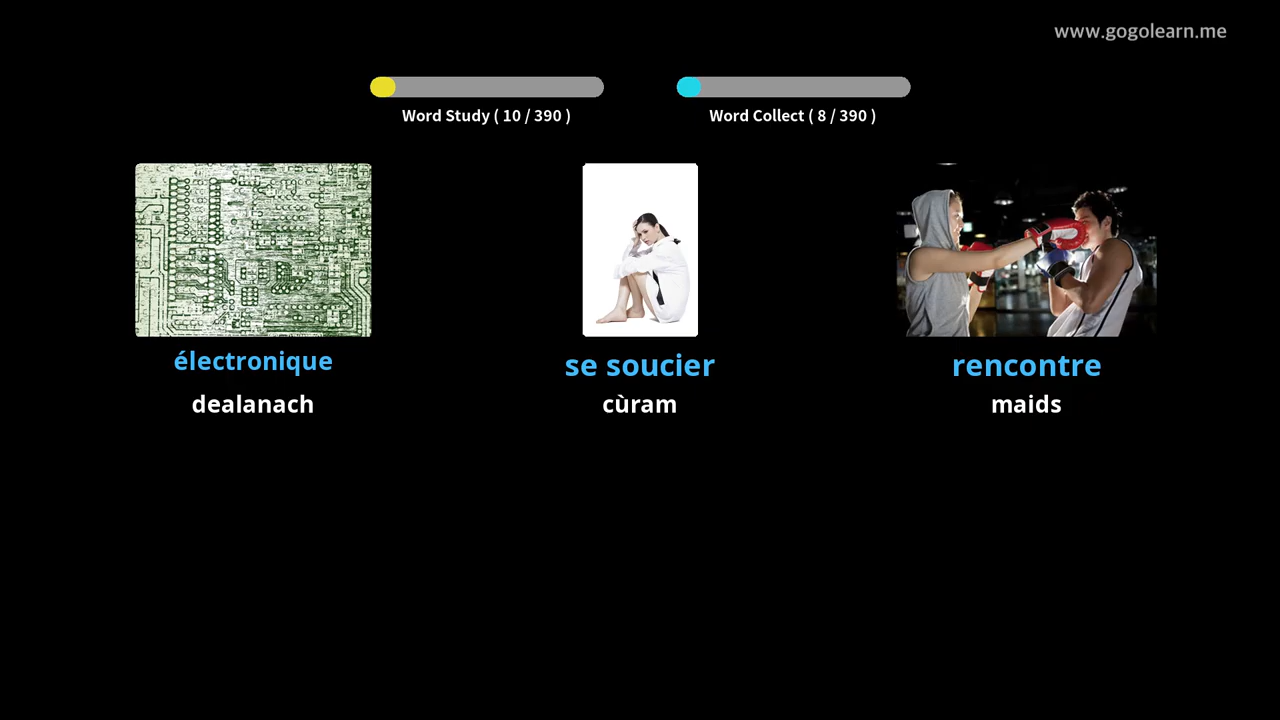 www.gogolearn.me
Word Study ( 10 / 390 )
Word Collect ( 8 / 390 )
électronique
se soucier
rencontre
dealanach
cùram
maids